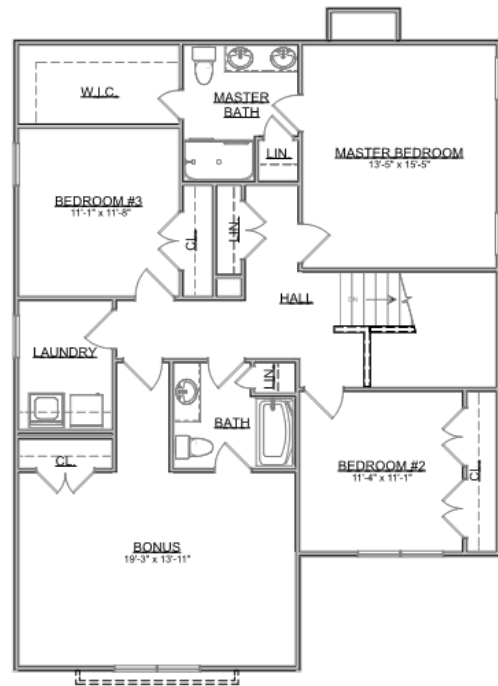 W.I.C.
MASTER
BATH
LIN.
MASTER BEDROOM
13'-5" x 15'-5"
BEDROOM #3
11'-1" x 11'-8"
CL.
LIN.
HALL
DN
LAUNDRY
LIN.
BATH
CL.
BEDROOM #2
11'-4" x 11'-1"
CL.
BONUS
19'-3" x 13'-11"